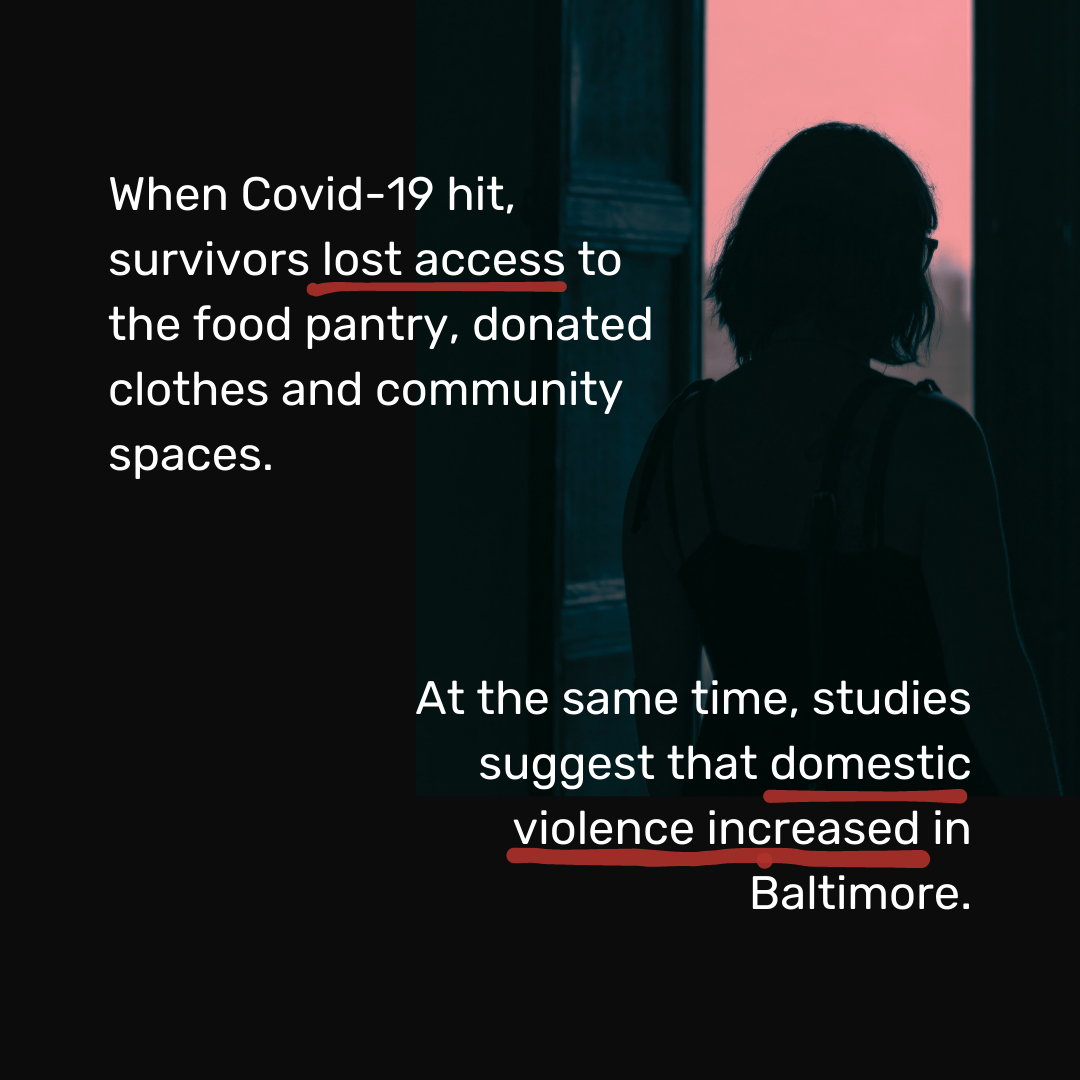 When Covid-19 hit,
survivors lost access to
the food pantry, donated
clothes and community
spaces.
At the same time, studies
suggest that domestic
violence increased in
Baltimore.